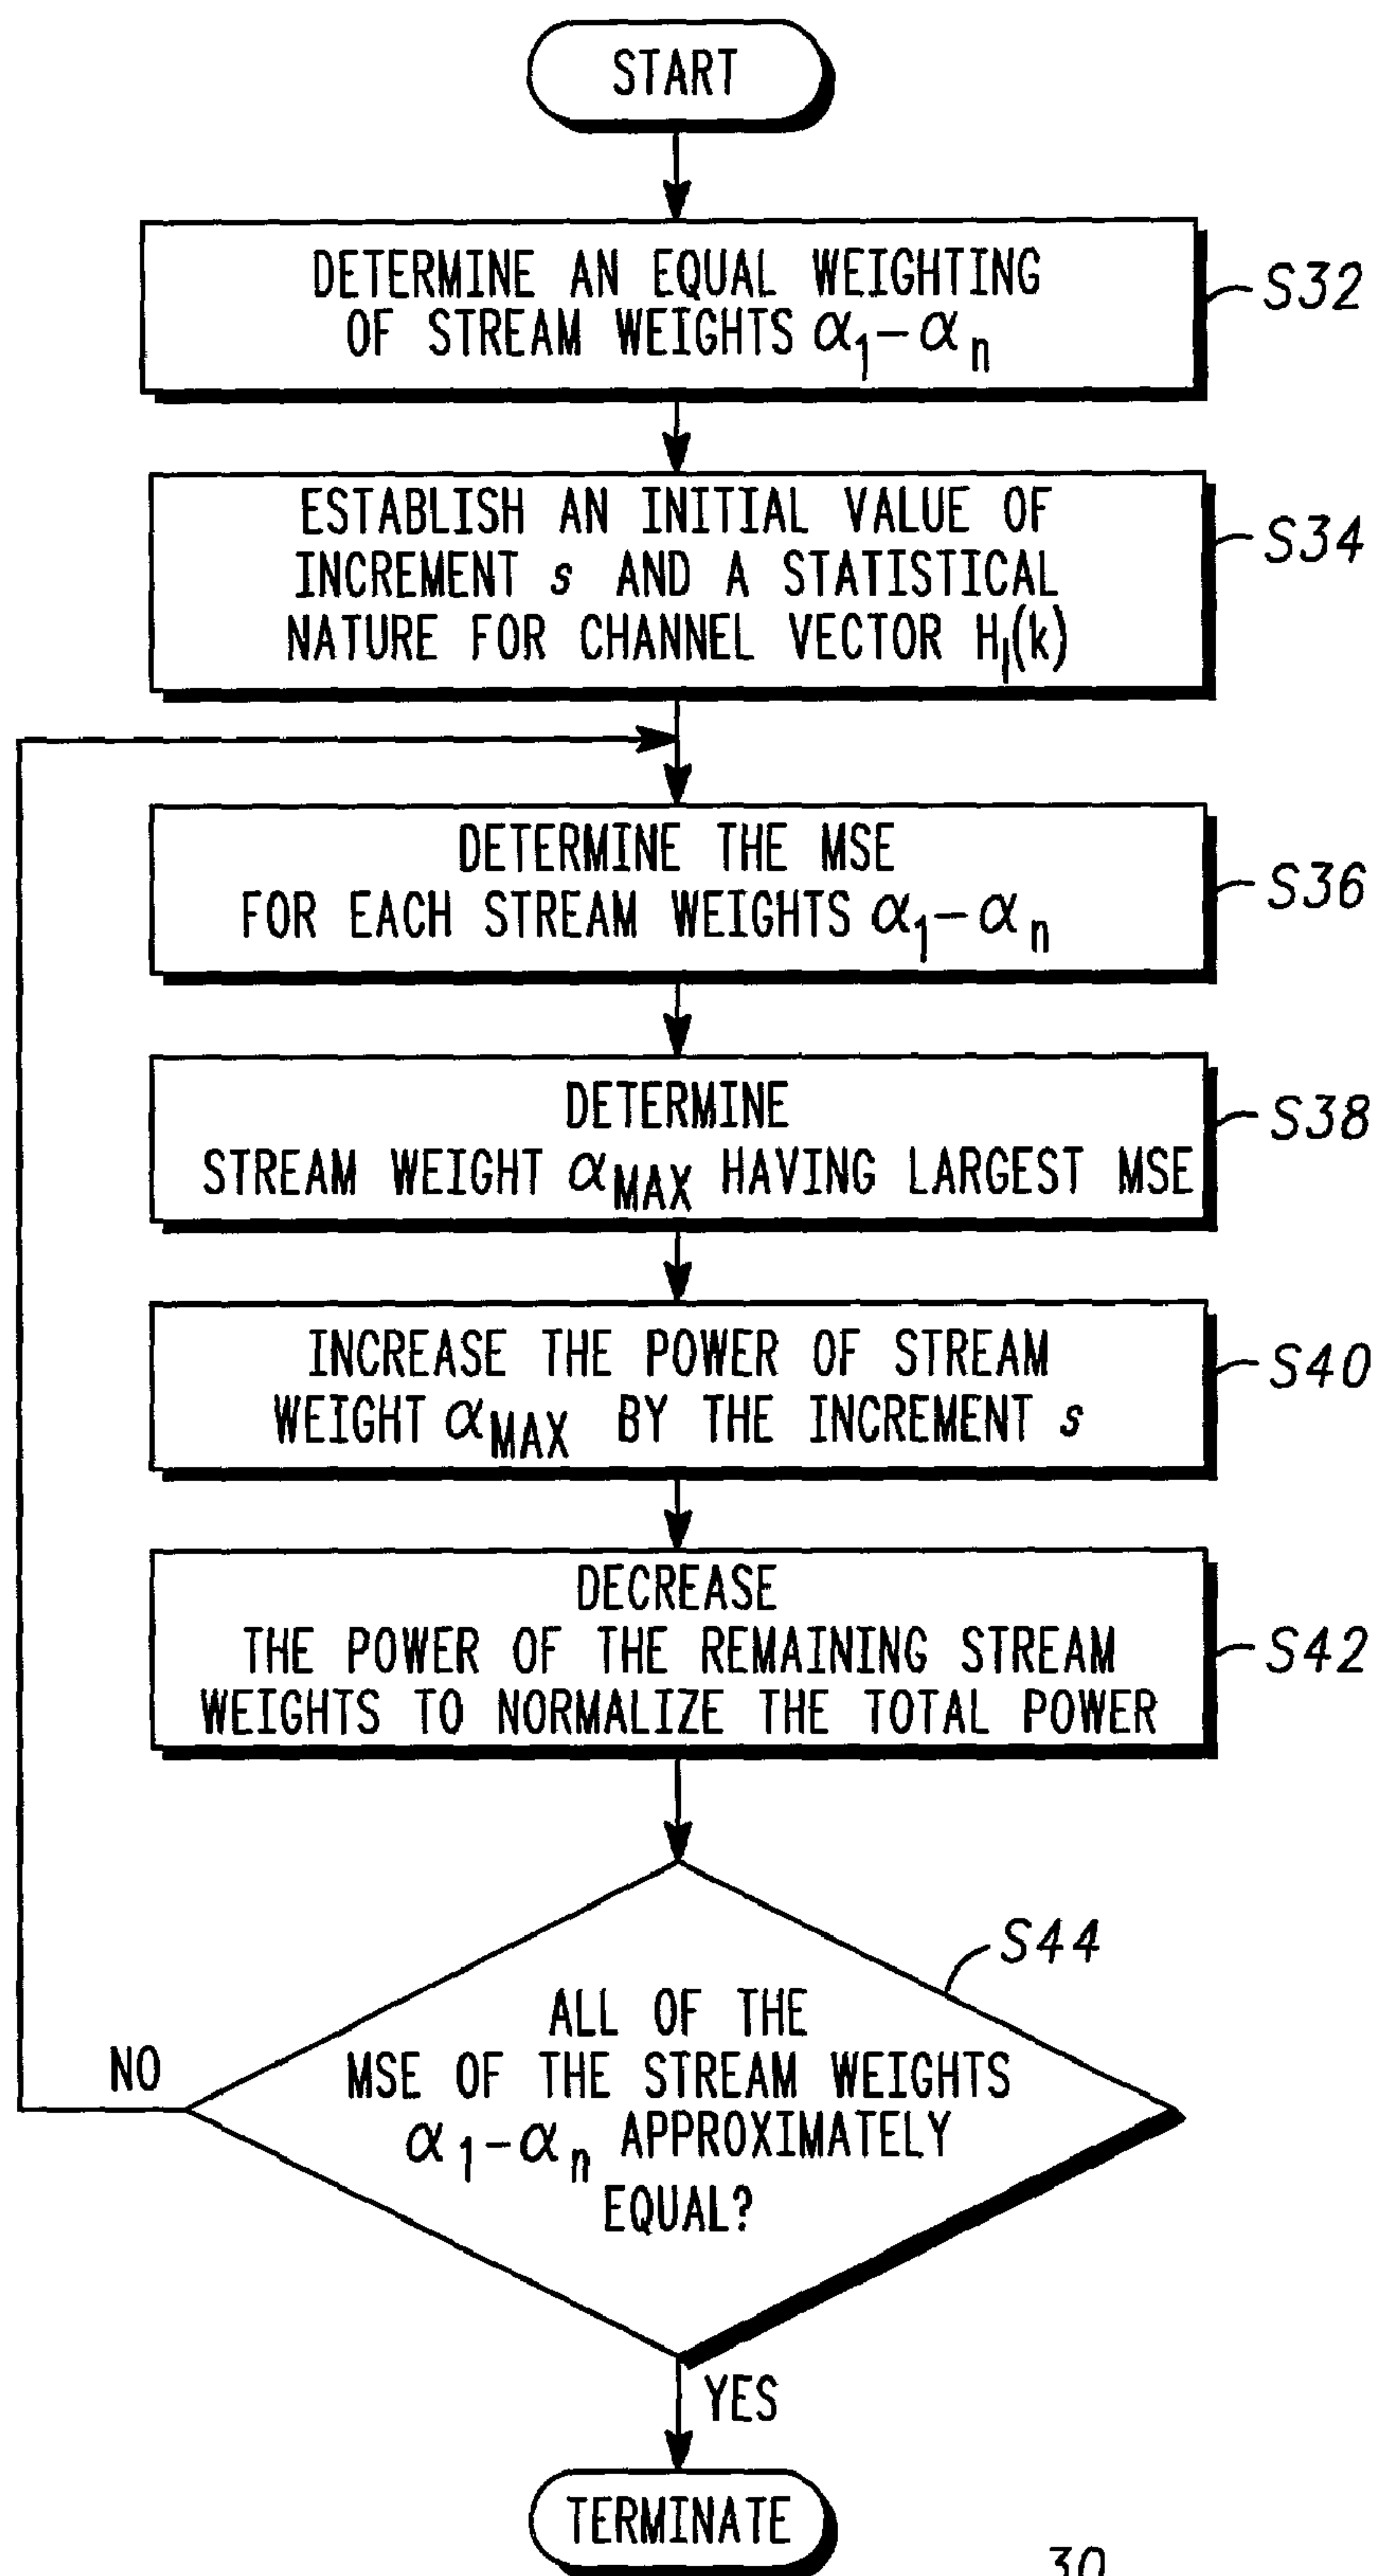 START
DETERMINE AN EQUAL WEIGHTING
OF STREAM WEIGHTS α₁–αₙ
S32
ESTABLISH AN INITIAL VALUE OF
INCREMENT s AND A STATISTICAL
NATURE FOR CHANNEL VECTOR Hⱼ(k)
S34
DETERMINE THE MSE
FOR EACH STREAM WEIGHTS α₁–αₙ
S36
DETERMINE
STREAM WEIGHT α_MAX HAVING LARGEST MSE
S38
INCREASE THE POWER OF STREAM
WEIGHT α_MAX BY THE INCREMENT s
S40
DECREASE
THE POWER OF THE REMAINING STREAM
WEIGHTS TO NORMALIZE THE TOTAL POWER
S42
S44
ALL OF THE
MSE OF THE STREAM WEIGHTS
α₁–αₙ APPROXIMATELY
EQUAL?
NO
YES
TERMINATE
30